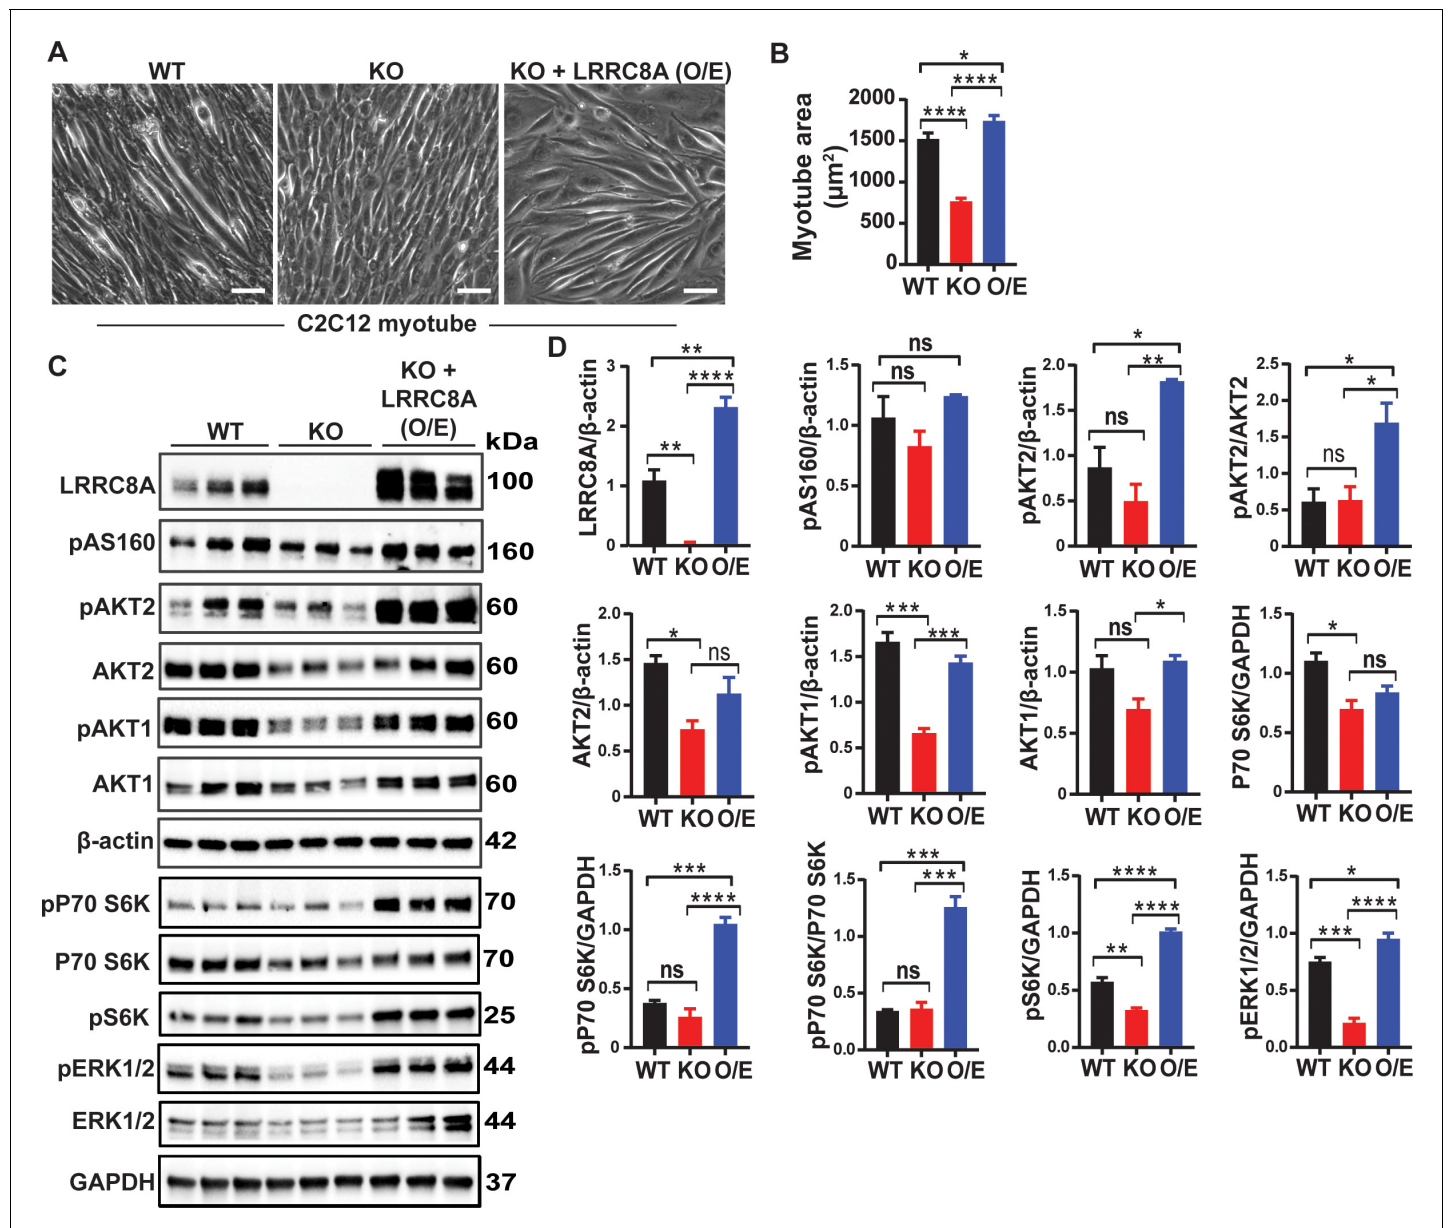 A
WT
KO
KO + LRRC8A (O/E)
C2C12 myotube
B
*
****
****
Myotube area
(μm²)
2000
1500
1000
500
0
WT KO O/E
C
WT
KO
KO +
LRRC8A
(O/E)
kDa
LRRC8A
100
pAS160
160
pAKT2
60
AKT2
60
pAKT1
60
AKT1
60
β-actin
42
pP70 S6K
70
P70 S6K
70
pS6K
25
pERK1/2
44
ERK1/2
44
GAPDH
37
D
LRRC8A/β-actin
3
2
1
0
**
****
**
WT KO O/E
pAS160/β-actin
1.5
1.0
0.5
0
ns
ns
WT KO O/E
pAKT2/β-actin
2.0
1.5
1.0
0.5
0
*
**
ns
WT KO O/E
pAKT2/AKT2
2.5
2.0
1.5
1.0
0.5
0
*
*
ns
WT KO O/E
AKT2/β-actin
2.0
1.5
1.0
0.5
0
*
ns
WT KO O/E
pAKT1/β-actin
2.0
1.5
1.0
0.5
0
***
***
WT KO O/E
AKT1/β-actin
1.5
1.0
0.5
0
ns
*
WT KO O/E
P70 S6K/GAPDH
1.5
1.0
0.5
0
*
ns
WT KO O/E
pP70 S6K/GAPDH
1.5
1.0
0.5
0
***
****
ns
WT KO O/E
pP70 S6K/P70 S6K
1.5
1.0
0.5
0.0
***
***
ns
WT KO O/E
pS6K/GAPDH
1.5
1.0
0.5
0.0
****
****
**
WT KO O/E
pERK1/2/GAPDH
1.5
1.0
0.5
0.0
*
****
***
WT KO O/E